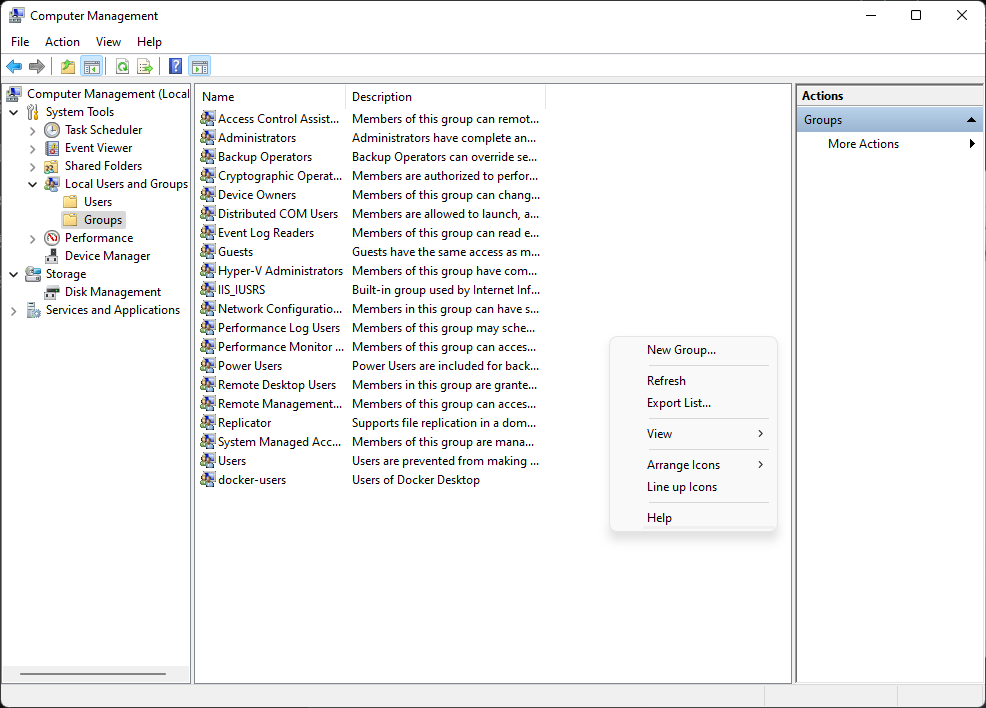 Computer Management
File Action View Help
Computer Management (Local
System Tools
Task Scheduler
Event Viewer
Shared Folders
Local Users and Groups
Users
Groups
Performance
Device Manager
Storage
Disk Management
Services and Applications
Name Description
Access Control Assist... Members of this group can remot...
Administrators Administrators have complete an...
Backup Operators Backup Operators can override se...
Cryptographic Operat... Members are authorized to perfor...
Device Owners Members of this group can chang...
Distributed COM Users Members are allowed to launch, a...
Event Log Readers Members of this group can read e...
Guests Guests have the same access as m...
Hyper-V Administrators Members of this group have com...
IIS_IUSRS Built-in group used by Internet Inf...
Network Configuratio... Members in this group can have s...
Performance Log Users Members of this group may sche...
Performance Monitor ... Members of this group can acces...
Power Users Power Users are included for back...
Remote Desktop Users Members in this group are grante...
Remote Management... Members of this group can acces...
Replicator Supports file replication in a dom...
System Managed Acc... Members of this group are mana...
Users Users are prevented from making ...
docker-users Users of Docker Desktop
New Group...
Refresh
Export List...
View
Arrange Icons
Line up Icons
Help
Actions
Groups
More Actions